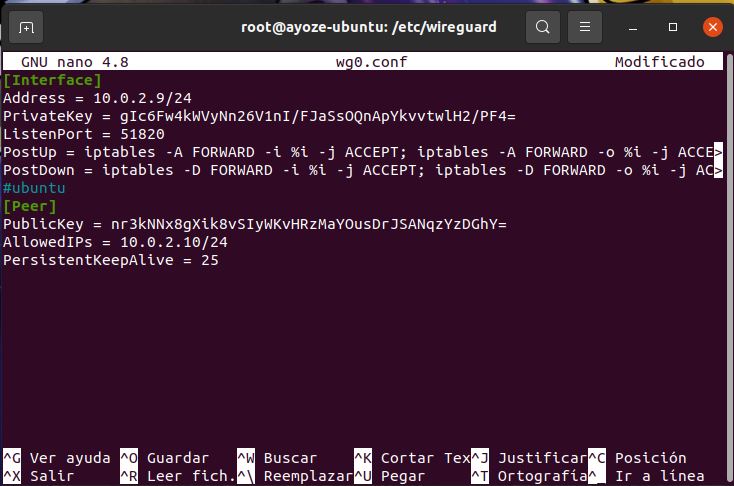 root@ayoze-ubuntu: /etc/wireguard
GNU nano 4.8 wg0.conf Modificado
[Interface]
Address = 10.0.2.9/24
PrivateKey = gIc6Fw4kWVyNn26V1nI/FJaSsOQnApYkvvtwlH2/PF4=
ListenPort = 51820
PostUp = iptables -A FORWARD -i %i -j ACCEPT; iptables -A FORWARD -o %i -j ACCE>
PostDown = iptables -D FORWARD -i %i -j ACCEPT; iptables -D FORWARD -o %i -j AC>
#ubuntu
[Peer]
PublicKey = nr3kNNx8gXik8vSIyWKvHRzMaYOusDrJSANqzYzDGhY=
AllowedIPs = 10.0.2.10/24
PersistentKeepAlive = 25
^G Ver ayuda ^O Guardar ^W Buscar ^K Cortar Tex ^J Justificar ^C Posición
^X Salir ^R Leer fich. ^\ Reemplazar ^U Pegar ^T Ortografía ^_ Ir a línea